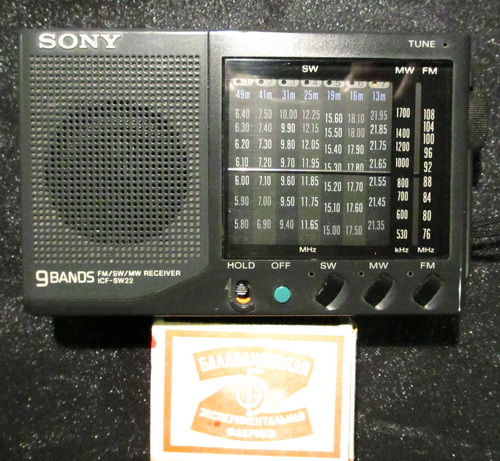 SONY
TUNE
SW MW FM
49m 41m 31m 25m 19m 16m 13m
6.40 7.50 10.00 12.25 15.60 18.10 21.95 1700 108
6.30 7.40 9.90 12.15 15.50 18.00 21.85 1400 104
100
6.20 7.30 9.80 12.05 15.40 17.90 21.75 1200 96
6.10 7.20 9.70 11.95 15.30 17.80 21.65 1000 92
6.00 7.10 9.60 11.85 15.20 17.70 21.55 800 88
5.90 7.00 9.50 11.75 15.10 17.60 21.45 700 84
600 80
5.80 6.90 9.40 11.65 15.00 17.50 21.35 530 76
MHz kHz MHz
9 BANDS FM/SW/MW RECEIVER
ICF-SW22
HOLD OFF SW MW FM
БАЛАБАНОВСКАЯ
ЭКСПЕРИМЕНТАЛЬНАЯ
ФАБРИКА